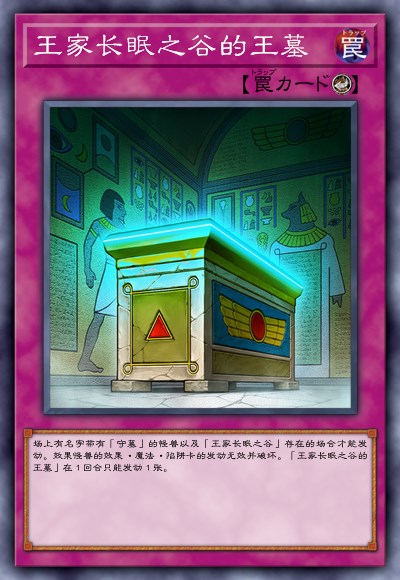 王家长眠之谷的王墓
トラップ
罠
トラップ
【罠カード】
场上有名字带有「守墓」的怪兽以及「王家长眠之谷」存在的场合才能发
动。效果怪兽的效果·魔法·陷阱卡的发动无效并破坏。「王家长眠之谷的
王墓」在1回合只能发动1张。